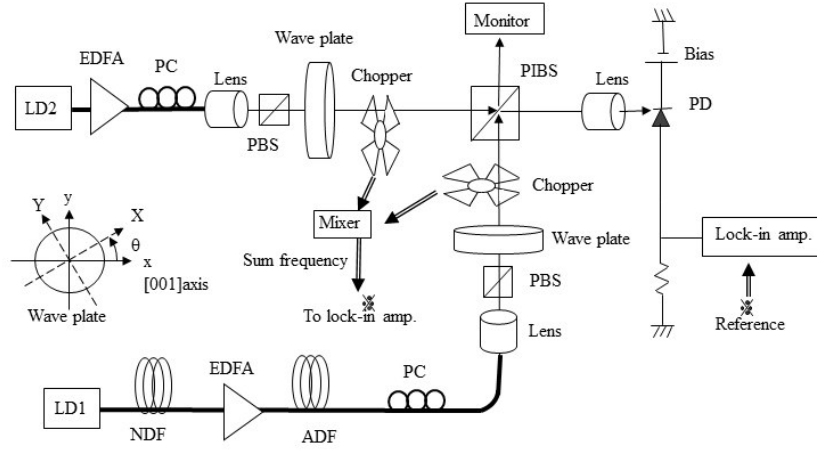 Monitor
Wave plate
EDFA
PC
Lens
Chopper
PIBS
Lens
Bias
LD2
PD
PBS
Y
y
X
θ
x
[001]axis
Wave plate
Chopper
Mixer
Wave plate
Lock-in amp.
Sum frequency
PBS
To lock-in amp.
Reference
Lens
EDFA
PC
LD1
NDF
ADF